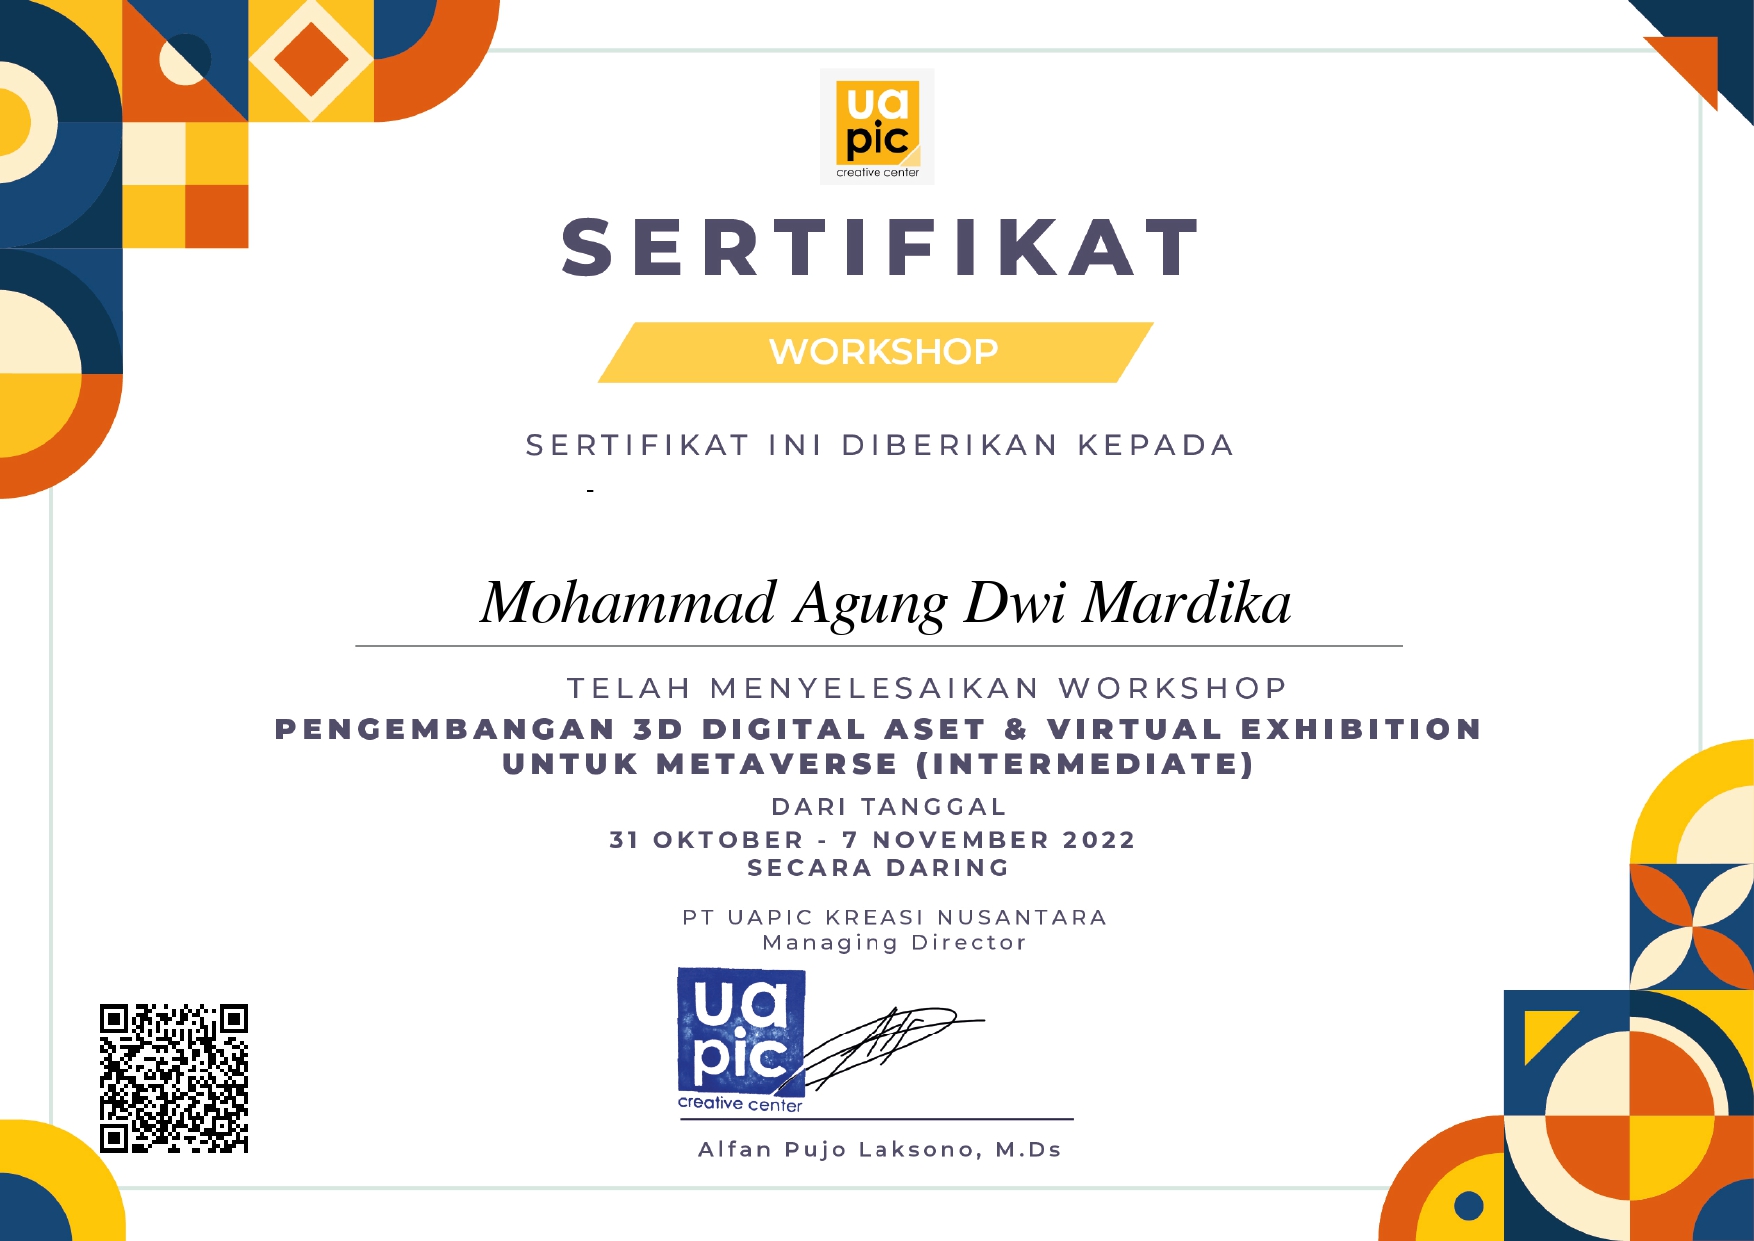 ua
pic
creative center
SERTIFIKAT
WORKSHOP
SERTIFIKAT INI DIBERIKAN KEPADA
-
Mohammad Agung Dwi Mardika
TELAH MENYELESAIKAN WORKSHOP
PENGEMBANGAN 3D DIGITAL ASET & VIRTUAL EXHIBITION
UNTUK METAVERSE (INTERMEDIATE)
DARI TANGGAL
31 OKTOBER - 7 NOVEMBER 2022
SECARA DARING
PT UAPIC KREASI NUSANTARA
Managing Director
ua
pic
creative center
Alfan Pujo Laksono, M.Ds